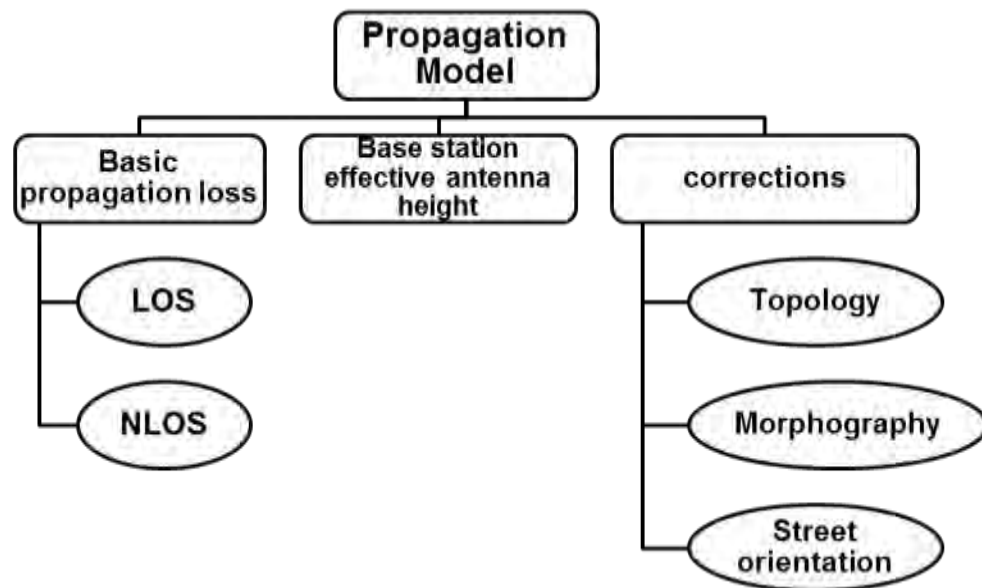 Propagation
Model
Basic
propagation loss
Base station
effective antenna
height
corrections
LOS
NLOS
Topology
Morphography
Street
orientation